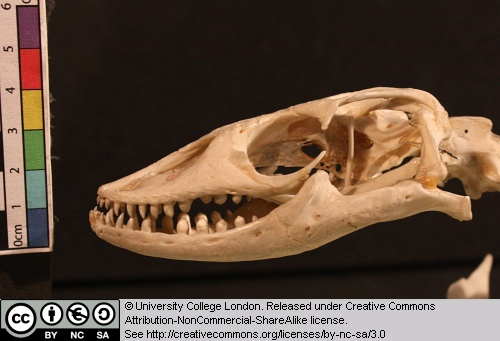 6
5
4
3
2
1
0cm
cc
BY NC SA
© University College London. Released under Creative Commons
Attribution-NonCommercial-ShareAlike license.
See http://creativecommons.org/licenses/by-nc-sa/3.0